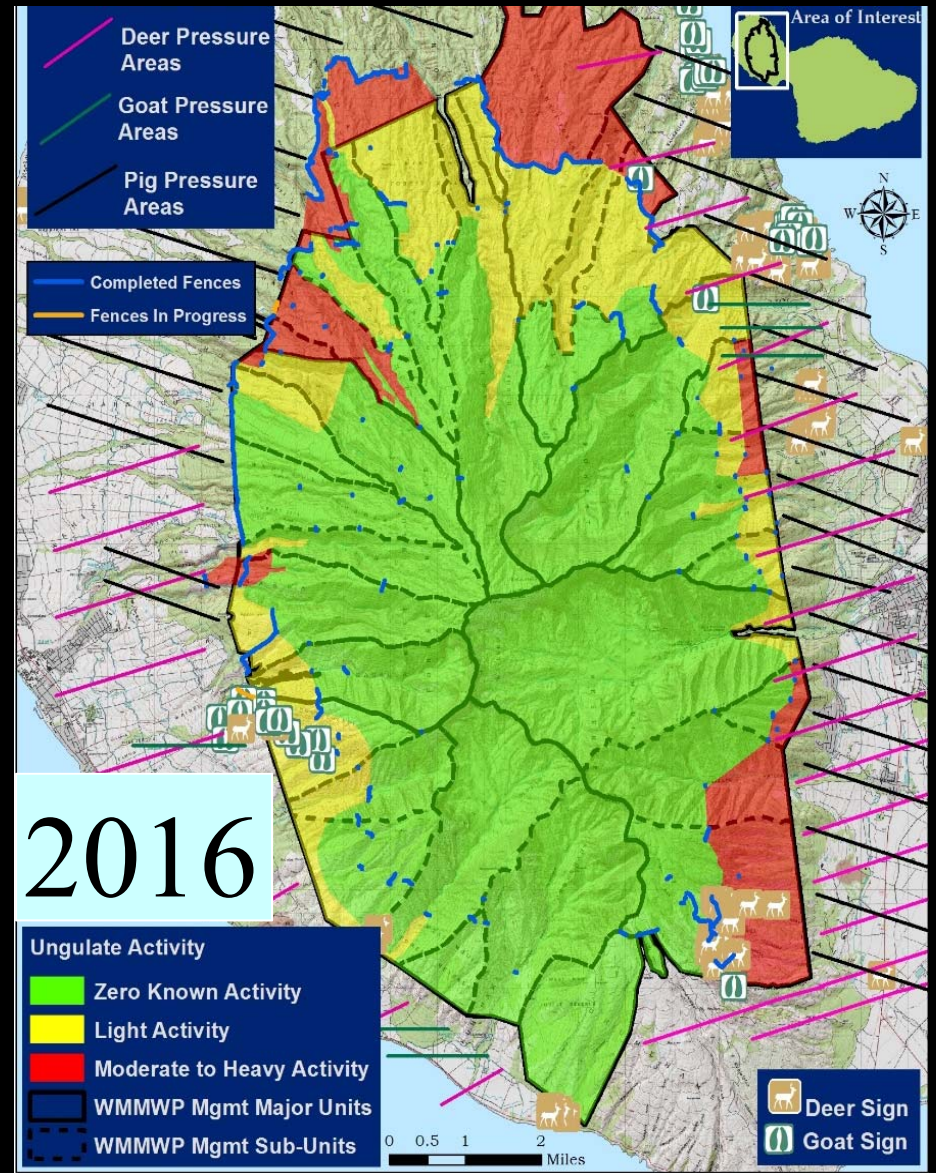 Deer Pressure
Areas
Goat Pressure
Areas
Pig Pressure
Areas
Completed Fences
Fences In Progress
Area of Interest
N
W
E
S
2016
Ungulate Activity
Zero Known Activity
Light Activity
Moderate to Heavy Activity
WMMWP Mgmt Major Units
WMMWP Mgmt Sub-Units
0 0.5 1 2
Miles
Deer Sign
Goat Sign